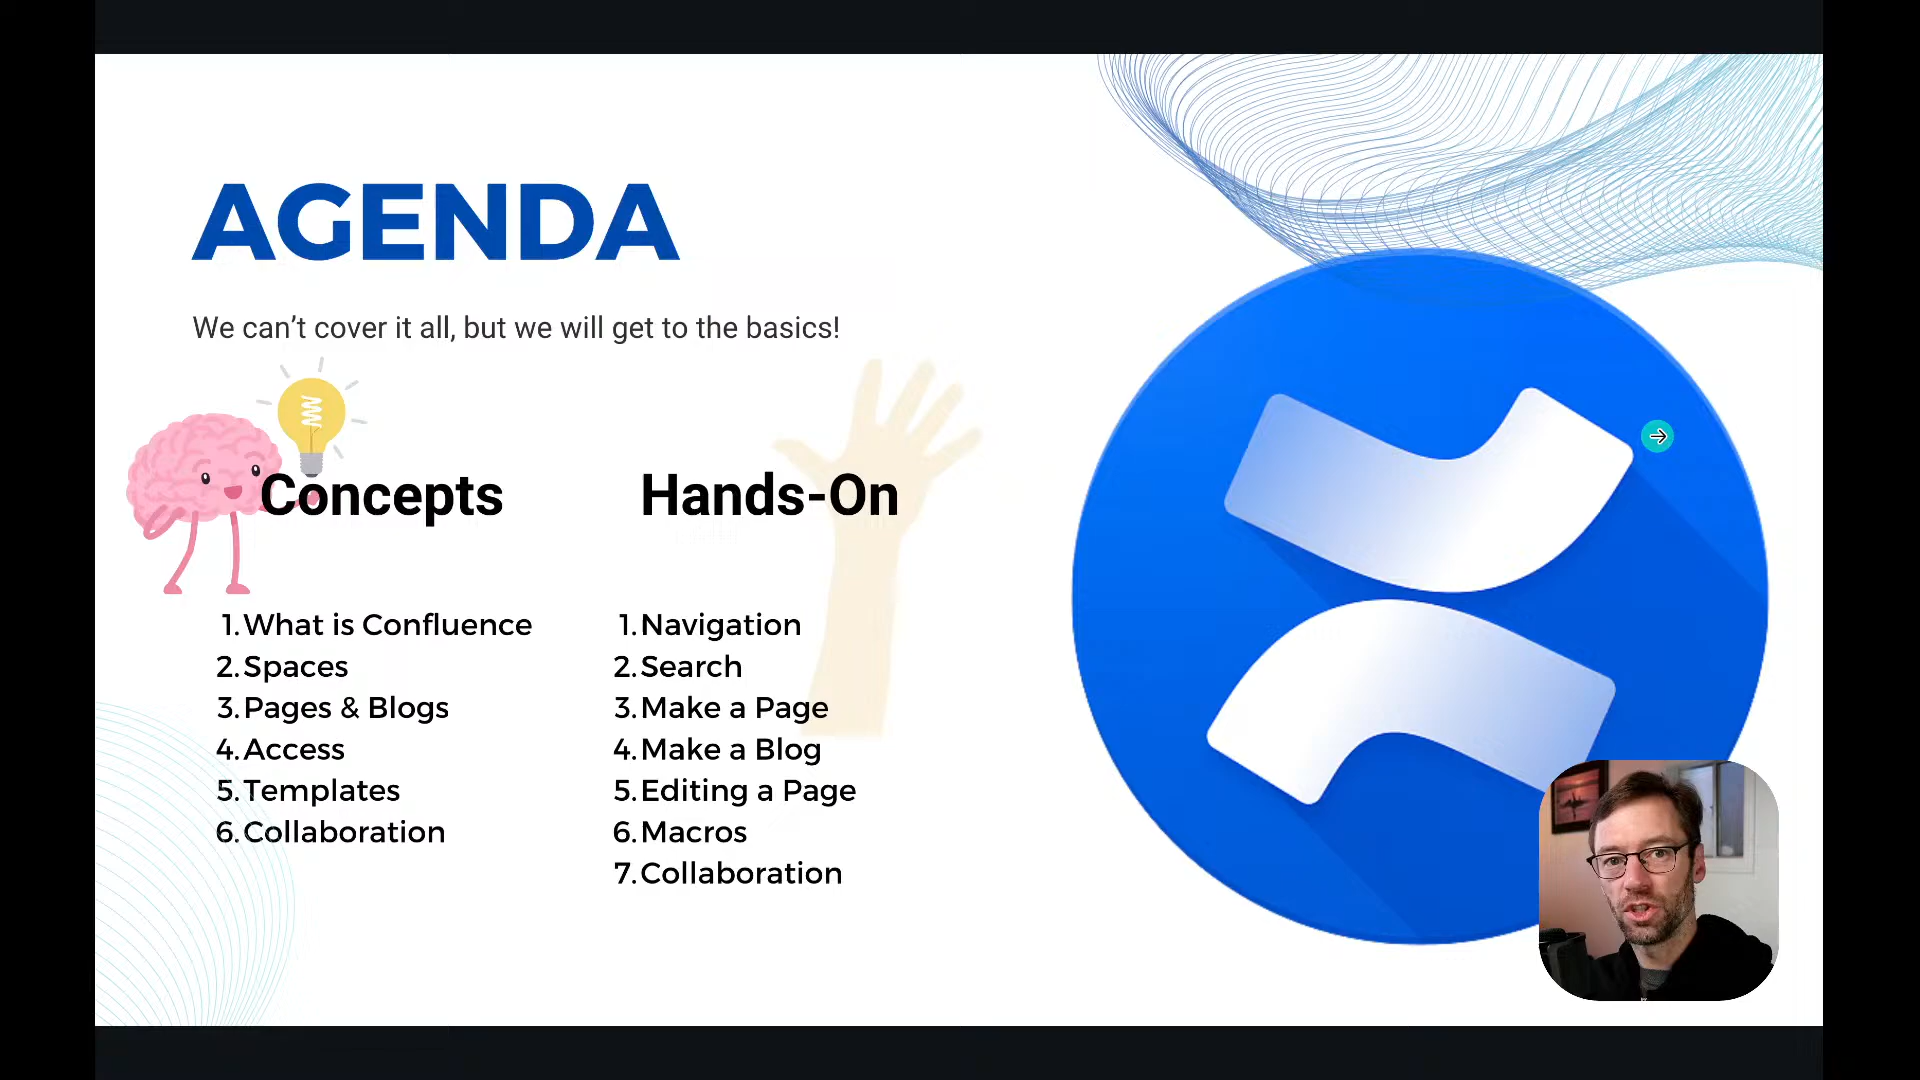 AGENDA
We can’t cover it all, but we will get to the basics!
Concepts
1. What is Confluence
2. Spaces
3. Pages & Blogs
4. Access
5. Templates
6. Collaboration
Hands-On
1. Navigation
2. Search
3. Make a Page
4. Make a Blog
5. Editing a Page
6. Macros
7. Collaboration